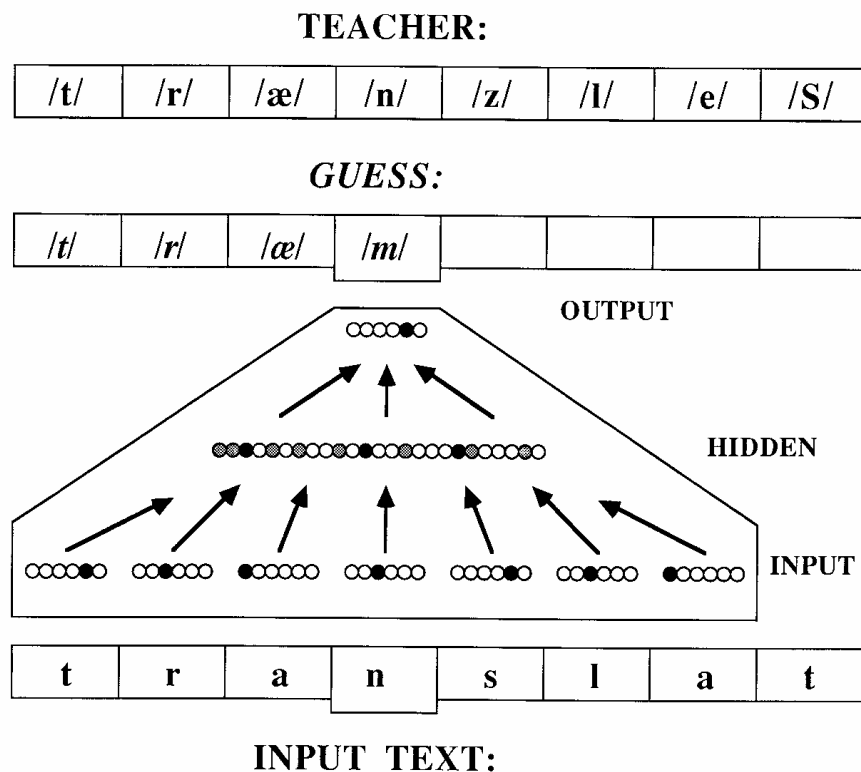 TEACHER:
/t/ /r/ /æ/ /n/ /z/ /l/ /e/ /S/
GUESS:
/t/ /r/ /æ/ /m/
OUTPUT
HIDDEN
INPUT
t r a n s l a t
INPUT TEXT: